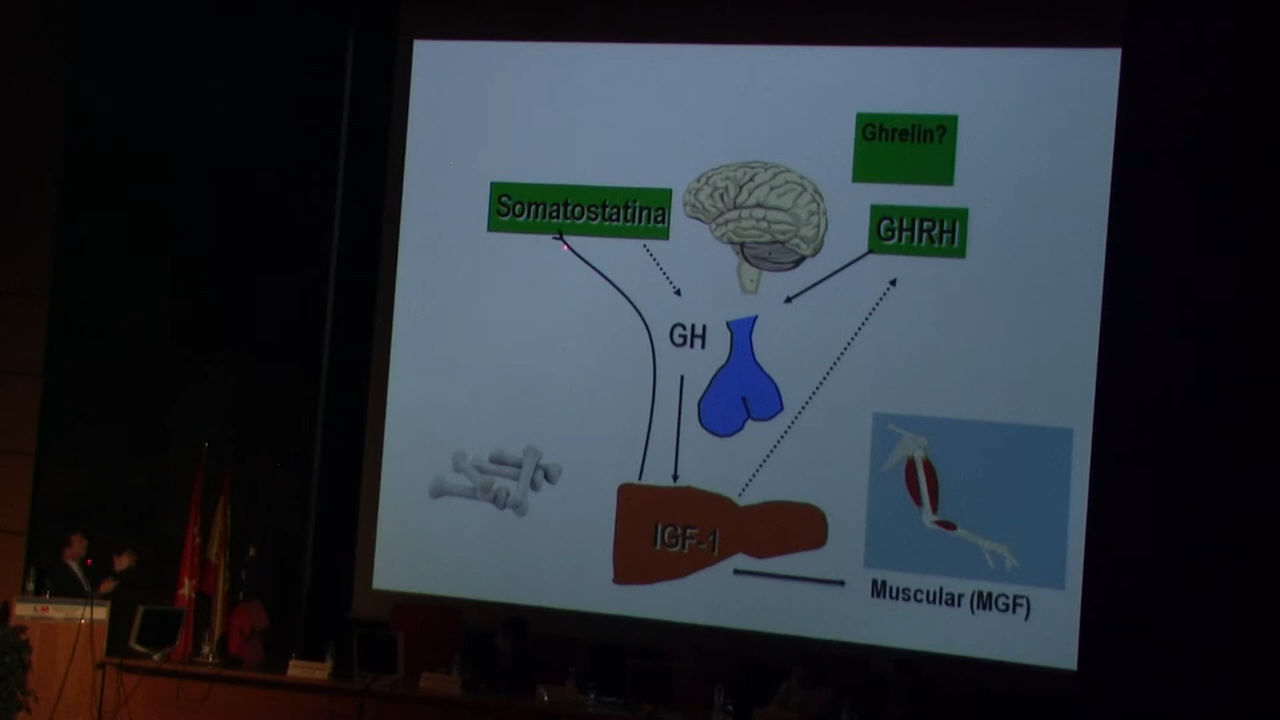 Ghrelin?
Somatostatina
GHRH
GH
IGF-1
Muscular (MGF)